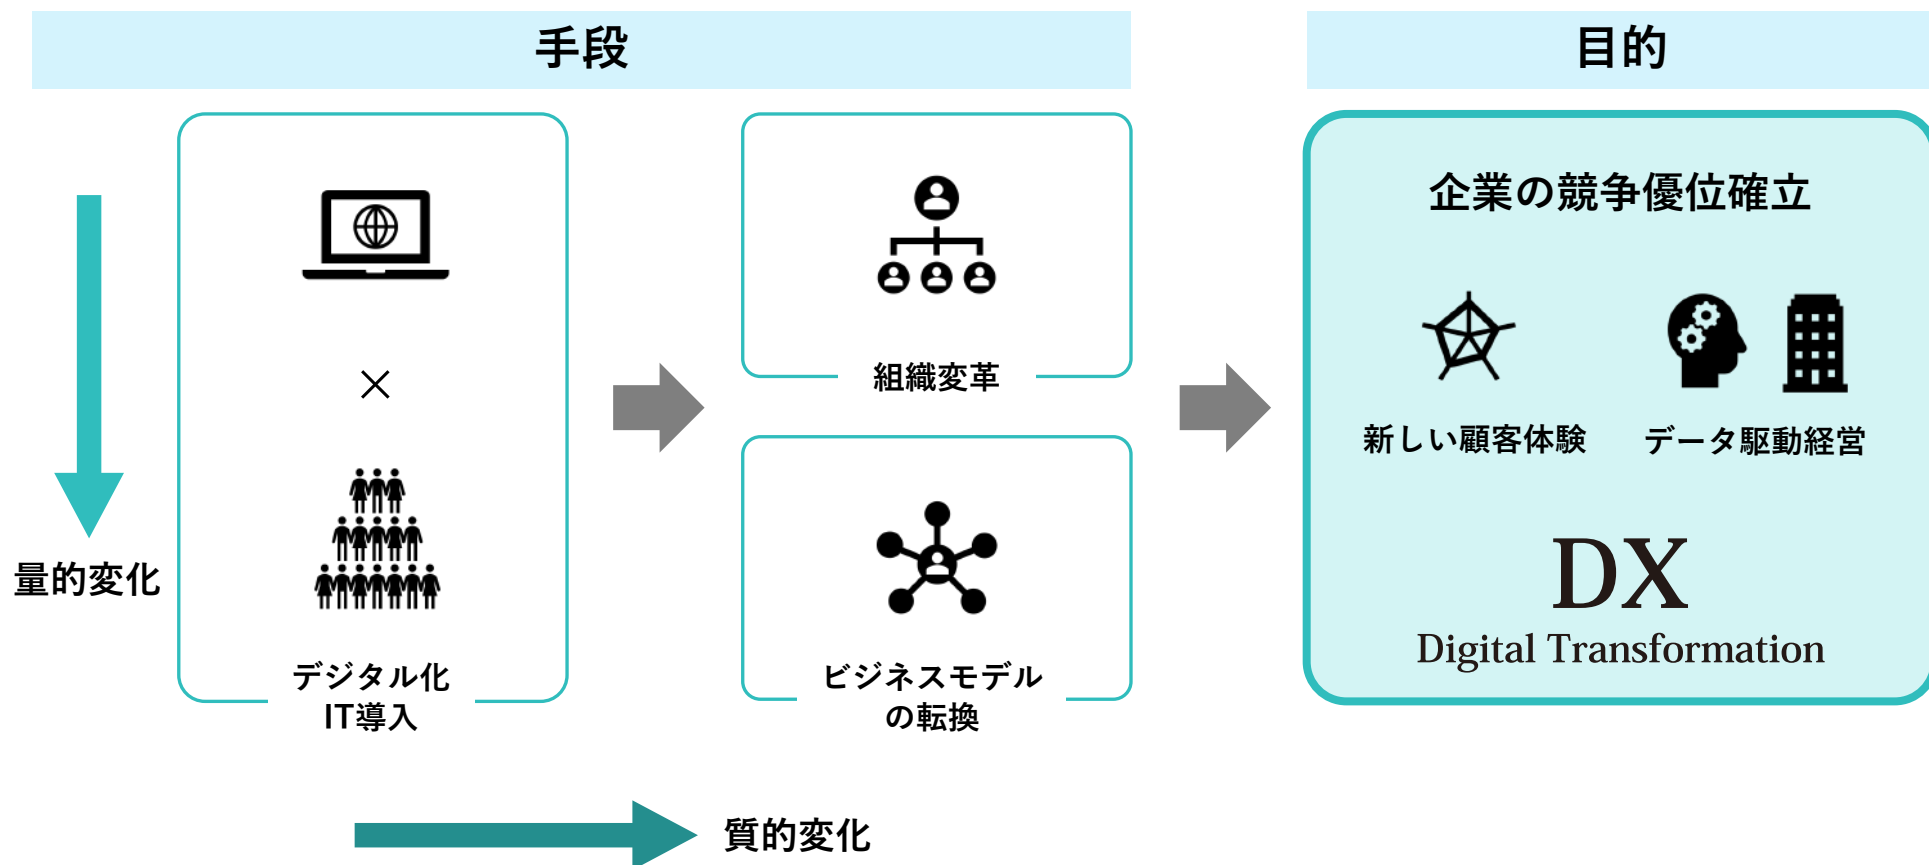 手段
目的
企業の競争優位確立
組織変革
新しい顧客体験
データ駆動経営
量的変化
デジタル化
IT導入
ビジネスモデル
の転換
DX
Digital Transformation
質的変化